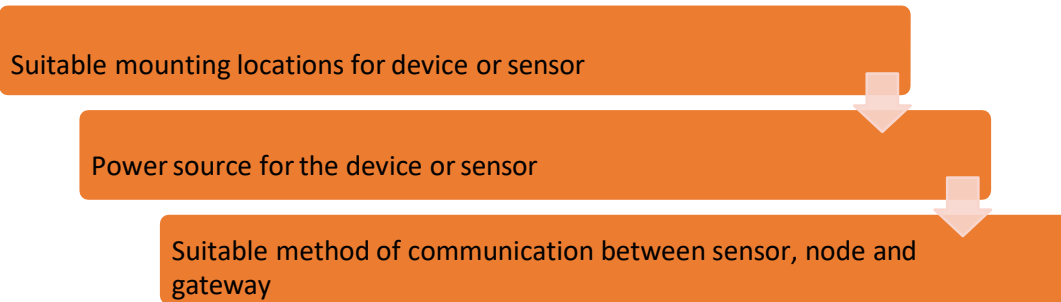 Suitable mounting locations for device or sensor
Power source for the device or sensor
Suitable method of communication between sensor, node and
gateway